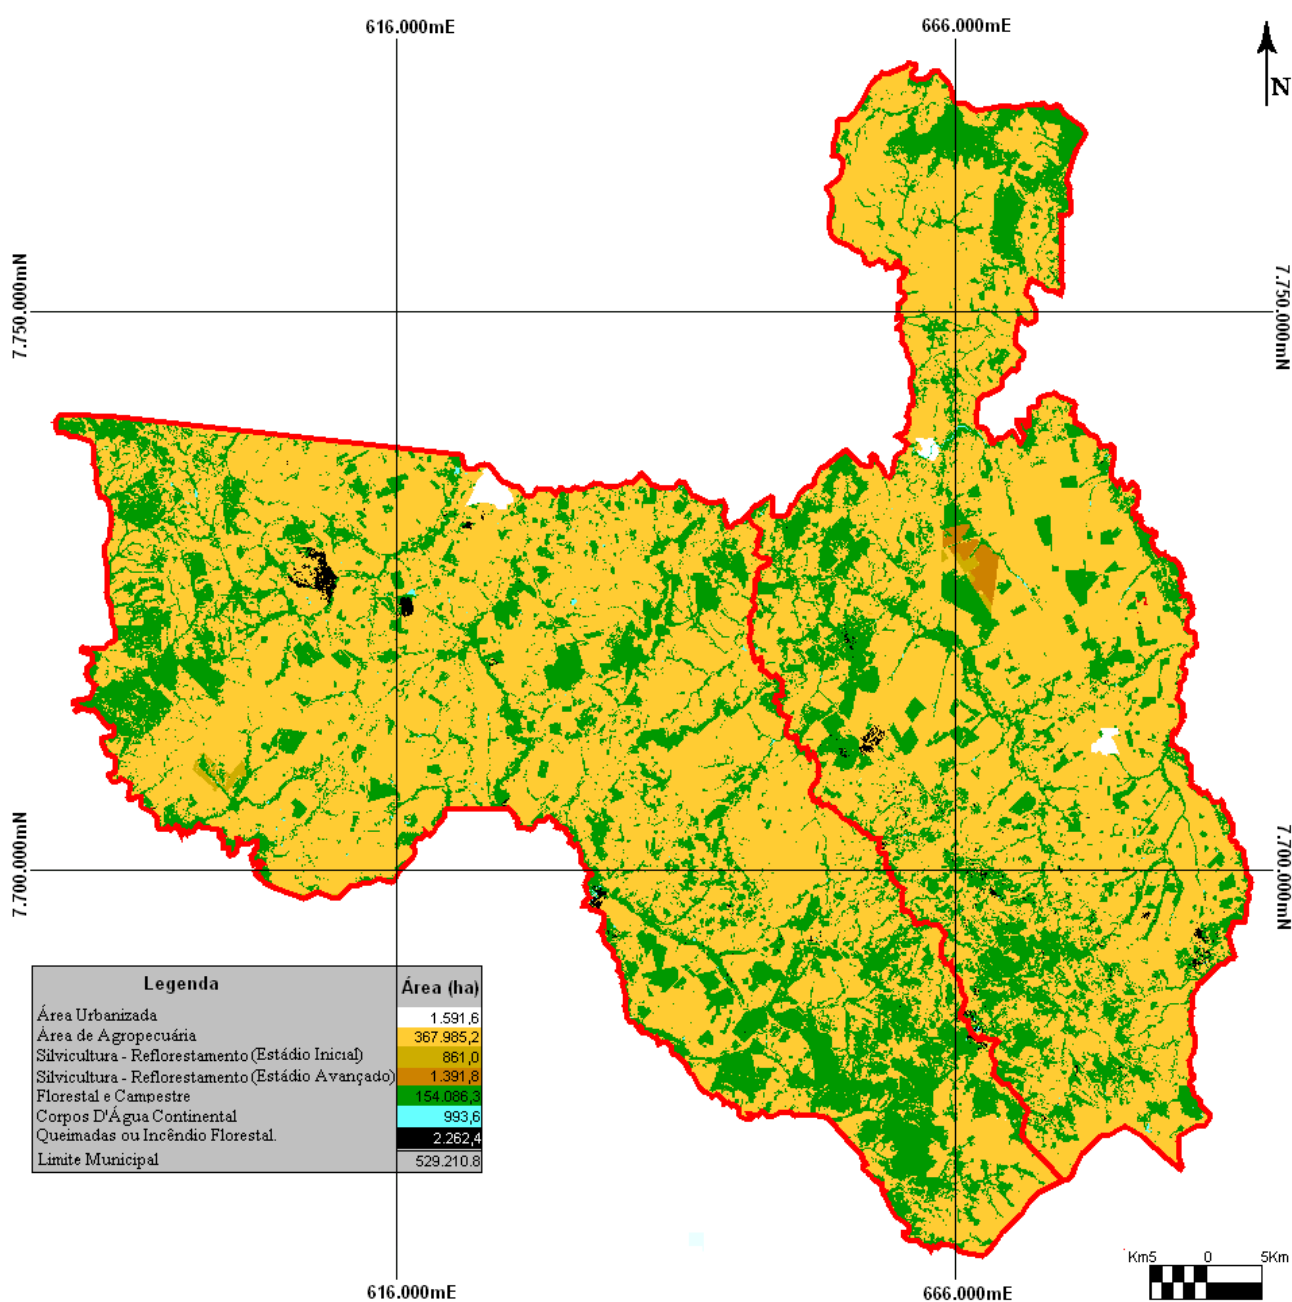 616.000mE
666.000mE
N
7.750.000mN
7.750.000mN
7.700.000mN
7.700.000mN
Legenda
Área (ha)
Área Urbanizada
1.591,6
Área de Agropecuária
367.985,2
Silvicultura - Reflorestamento (Estádio Inicial)
861,0
Silvicultura - Reflorestamento (Estádio Avançado)
1.391,8
Florestal e Campestre
154.086,3
Corpos D'Água Continental
993,6
Queimadas ou Incêndio Florestal.
2.262,4
Limite Municipal
529.210.8
Km5 0 5Km
616.000mE
666.000mE